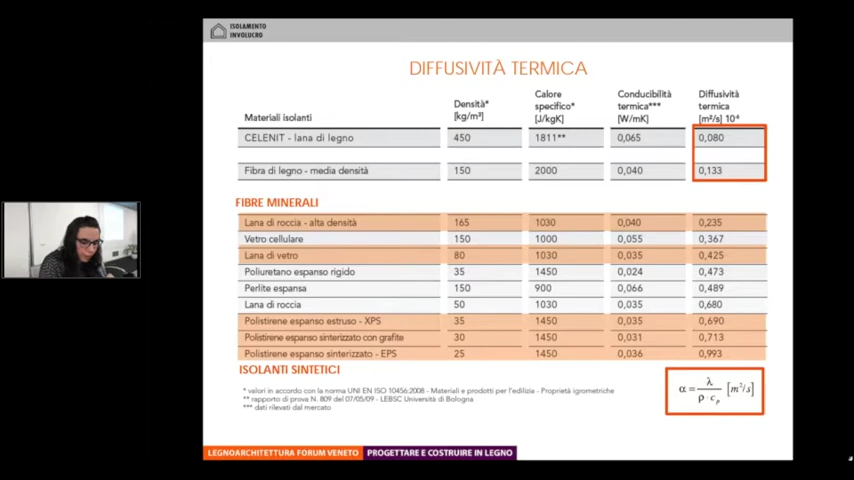 ISOLAMENTO
INVOLUCRO
DIFFUSIVITÀ TERMICA
Materiali isolanti Densità* [kg/m³] Calore specifico* [J/kgK] Conducibilità termica*** [W/mK] Diffusività termica [m²/s] 10⁻⁶
CELENIT - lana di legno 450 1811** 0,065 0,080
Fibra di legno - media densità 150 2000 0,040 0,133
FIBRE MINERALI
Lana di roccia - alta densità 165 1030 0,040 0,235
Vetro cellulare 150 1000 0,055 0,367
Lana di vetro 80 1030 0,035 0,425
Poliuretano espanso rigido 35 1450 0,024 0,473
Perlite espansa 150 900 0,066 0,489
Lana di roccia 50 1030 0,035 0,680
Polistirene espanso estruso - XPS 35 1450 0,035 0,690
Polistirene espanso sinterizzato con grafite 30 1450 0,031 0,713
Polistirene espanso sinterizzato - EPS 25 1450 0,036 0,993
ISOLANTI SINTETICI
* valori in accordo con la norma UNI EN ISO 10456:2008 - Materiali e prodotti per l'edilizia - Proprietà igrometriche
** rapporto di prova N. 809 del 07/05/09 - LEBSC Università di Bologna
*** dati rilevati dal mercato
α = λ / ρ · cₚ [m²/s]
LEGNOARCHITETTURA FORUM VENETO PROGETTARE E COSTRUIRE IN LEGNO